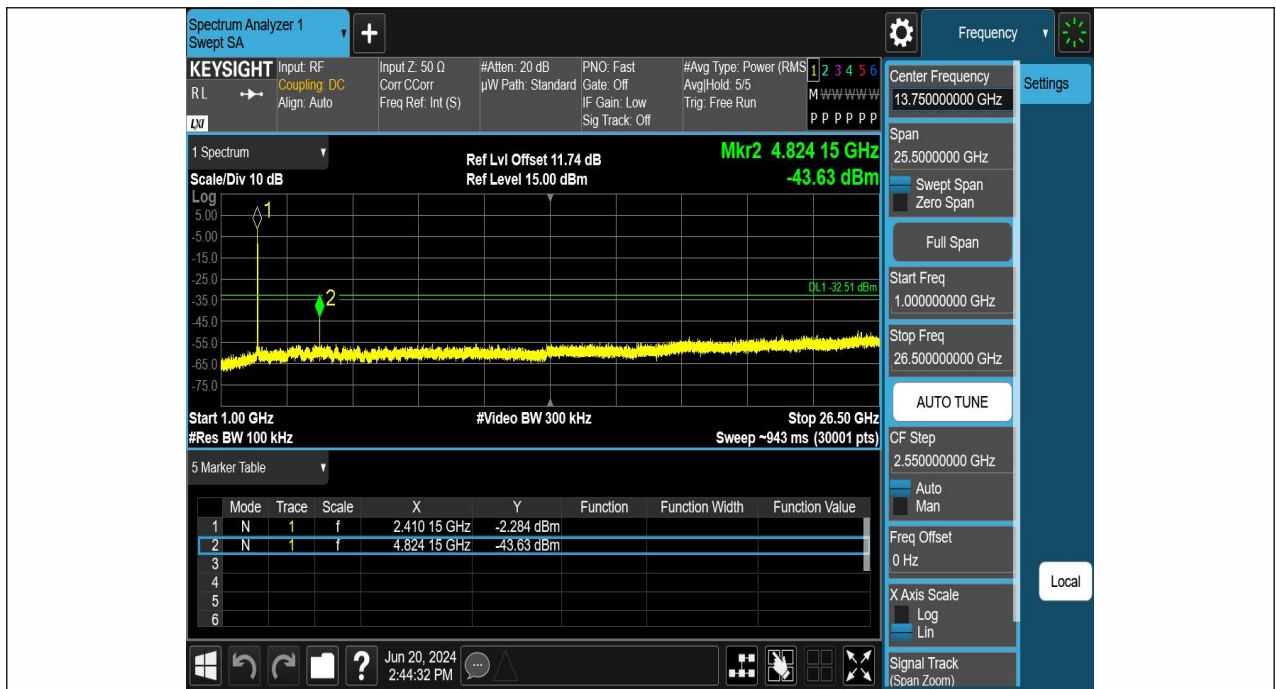 Spectrum Analyzer 1
Swept SA
+
Frequency
KEYSIGHT
R L
LXI
Input: RF
Coupling: DC
Align: Auto
Input Z: 50 Ω
Corr CCorr
Freq Ref: Int (S)
#Atten: 20 dB
µW Path: Standard
PNO: Fast
Gate: Off
IF Gain: Low
Sig Track: Off
#Avg Type: Power (RMS
Avg|Hold: 5/5
Trig: Free Run
1 2 3 4 5 6
M W W W W W
P P P P P P
1 Spectrum
Scale/Div 10 dB
Ref Lvl Offset 11.74 dB
Ref Level 15.00 dBm
Mkr2 4.824 15 GHz
-43.63 dBm
Log
5.00
-5.00
-15.0
-25.0
-35.0
-45.0
-55.0
-65.0
-75.0
1
2
DL1 -32.51 dBm
Start 1.00 GHz
#Video BW 300 kHz
Stop 26.50 GHz
#Res BW 100 kHz
Sweep ~943 ms (30001 pts)
5 Marker Table
Mode Trace Scale X Y Function Function Width Function Value
1 N 1 f 2.410 15 GHz -2.284 dBm
2 N 1 f 4.824 15 GHz -43.63 dBm
3
4
5
6
?
Jun 20, 2024
2:44:32 PM
Center Frequency
13.750000000 GHz
Settings
Span
25.5000000 GHz
Swept Span
Zero Span
Full Span
Start Freq
1.000000000 GHz
Stop Freq
26.500000000 GHz
AUTO TUNE
CF Step
2.550000000 GHz
Auto
Man
Freq Offset
0 Hz
X Axis Scale
Log
Lin
Signal Track
(Span Zoom)
Local